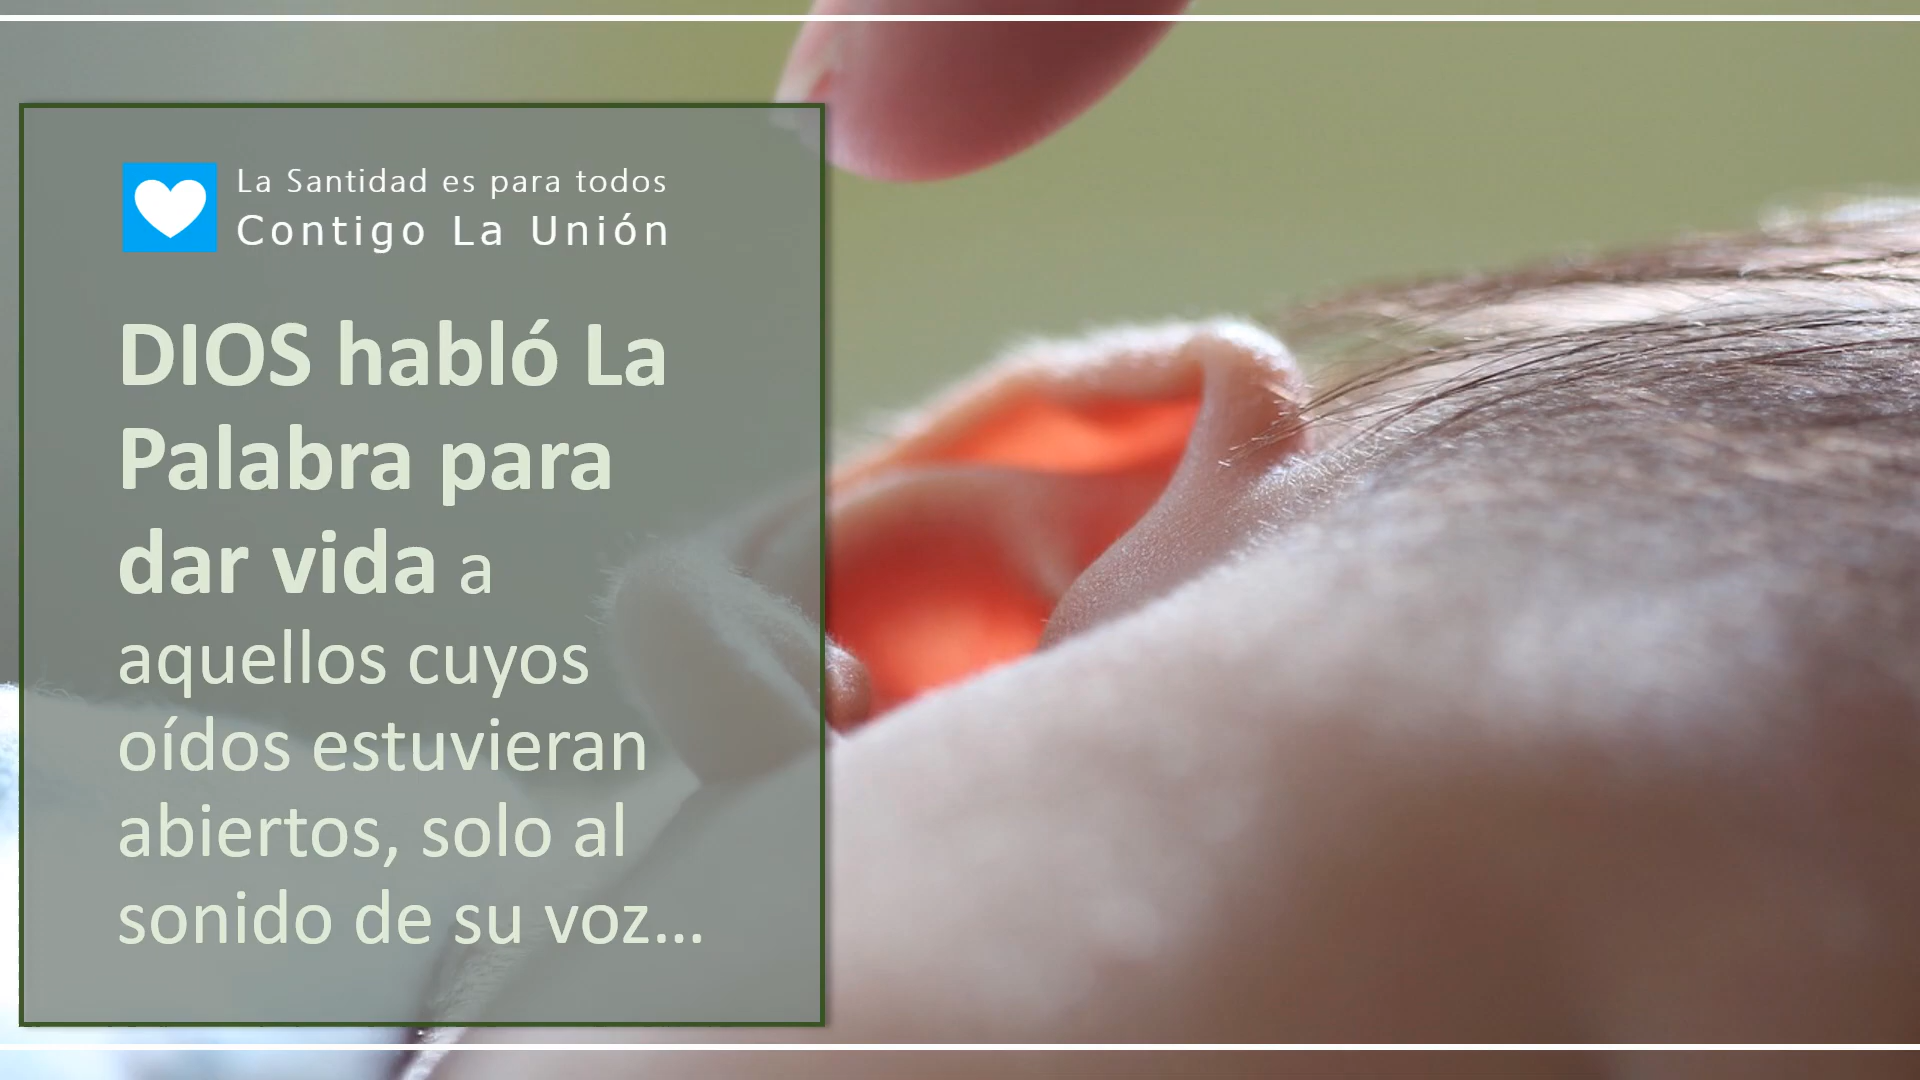 La Santidad es para todos
Contigo La Unión
DIOS habló La
Palabra para
dar vida a
aquellos cuyos
oídos estuvieran
abiertos, solo al
sonido de su voz...